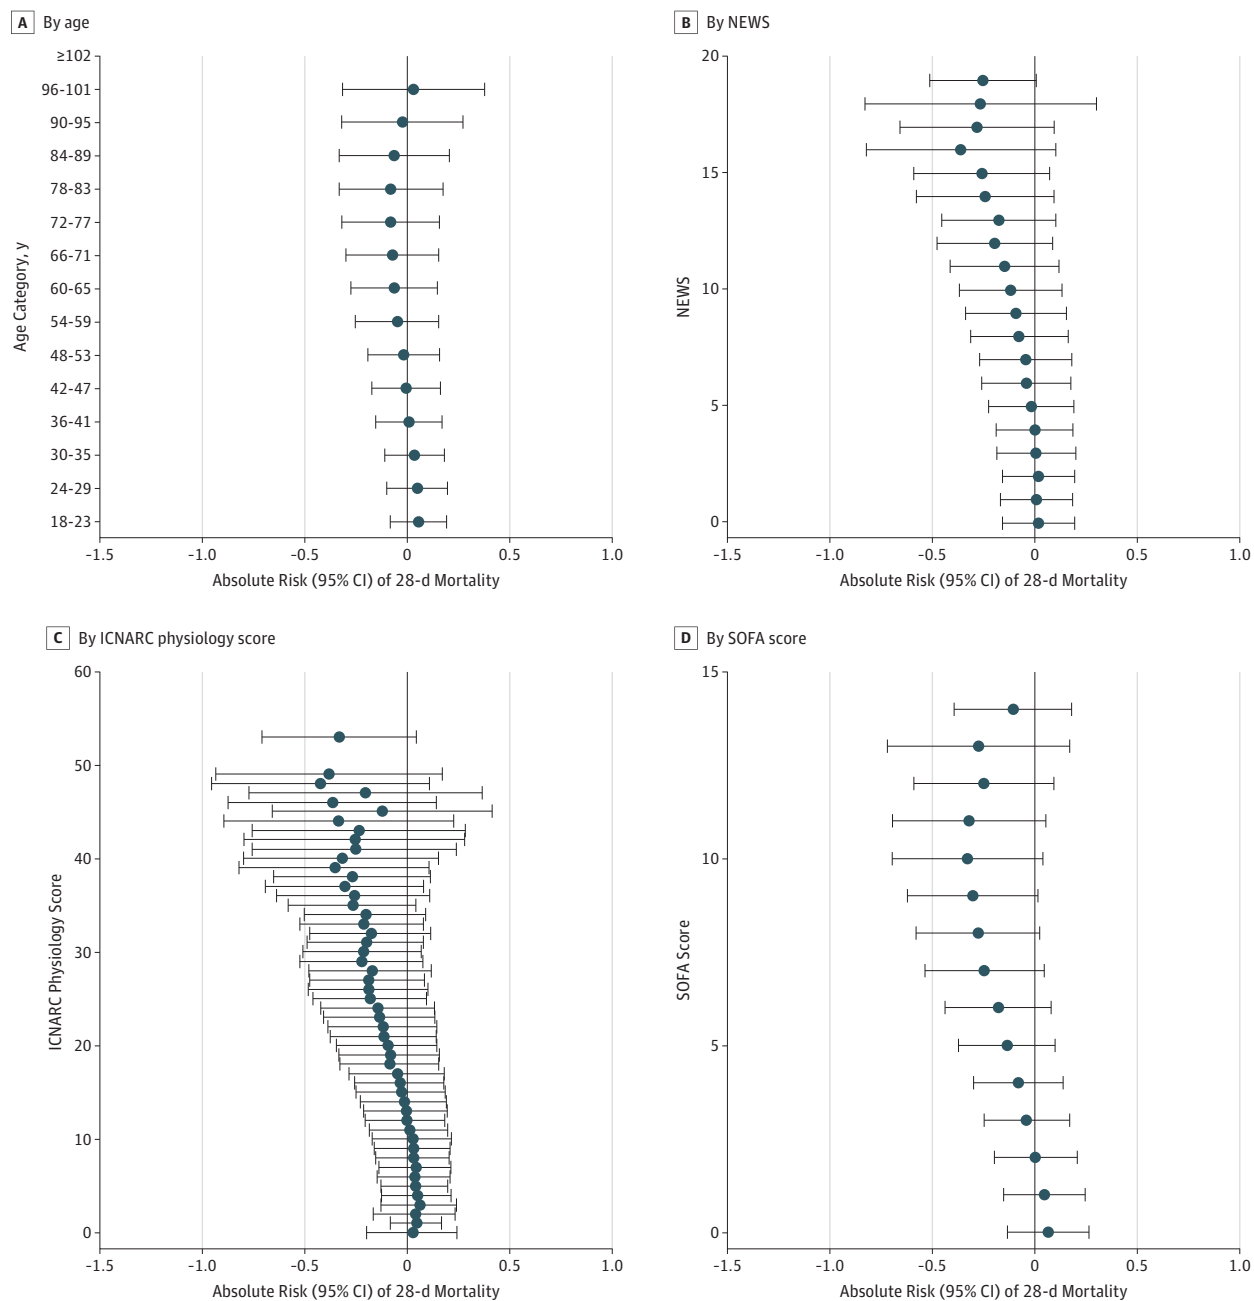 A By age
≥102
96-101
90-95
84-89
78-83
72-77
66-71
60-65
54-59
48-53
42-47
36-41
30-35
24-29
18-23
Age Category, y
-1.5 -1.0 -0.5 0 0.5 1.0
Absolute Risk (95% CI) of 28-d Mortality
B By NEWS
20
15
10
5
0
NEWS
-1.5 -1.0 -0.5 0 0.5 1.0
Absolute Risk (95% CI) of 28-d Mortality
C By ICNARC physiology score
60
50
40
30
20
10
0
ICNARC Physiology Score
-1.5 -1.0 -0.5 0 0.5 1.0
Absolute Risk (95% CI) of 28-d Mortality
D By SOFA score
15
10
5
0
SOFA Score
-1.5 -1.0 -0.5 0 0.5 1.0
Absolute Risk (95% CI) of 28-d Mortality